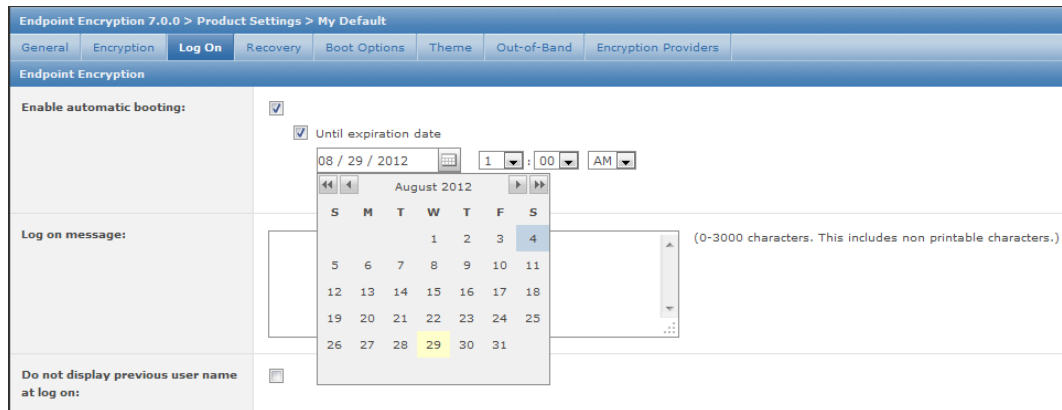 Endpoint Encryption 7.0.0 > Product Settings > My Default
General Encryption Log On Recovery Boot Options Theme Out-of-Band Encryption Providers
Endpoint Encryption
Enable automatic booting:
Until expiration date
08 / 29 / 2012 1 : 00 AM
August 2012
S M T W T F S
1 2 3 4
5 6 7 8 9 10 11
12 13 14 15 16 17 18
19 20 21 22 23 24 25
26 27 28 29 30 31
Log on message:
(0-3000 characters. This includes non printable characters.)
Do not display previous user name
at log on: